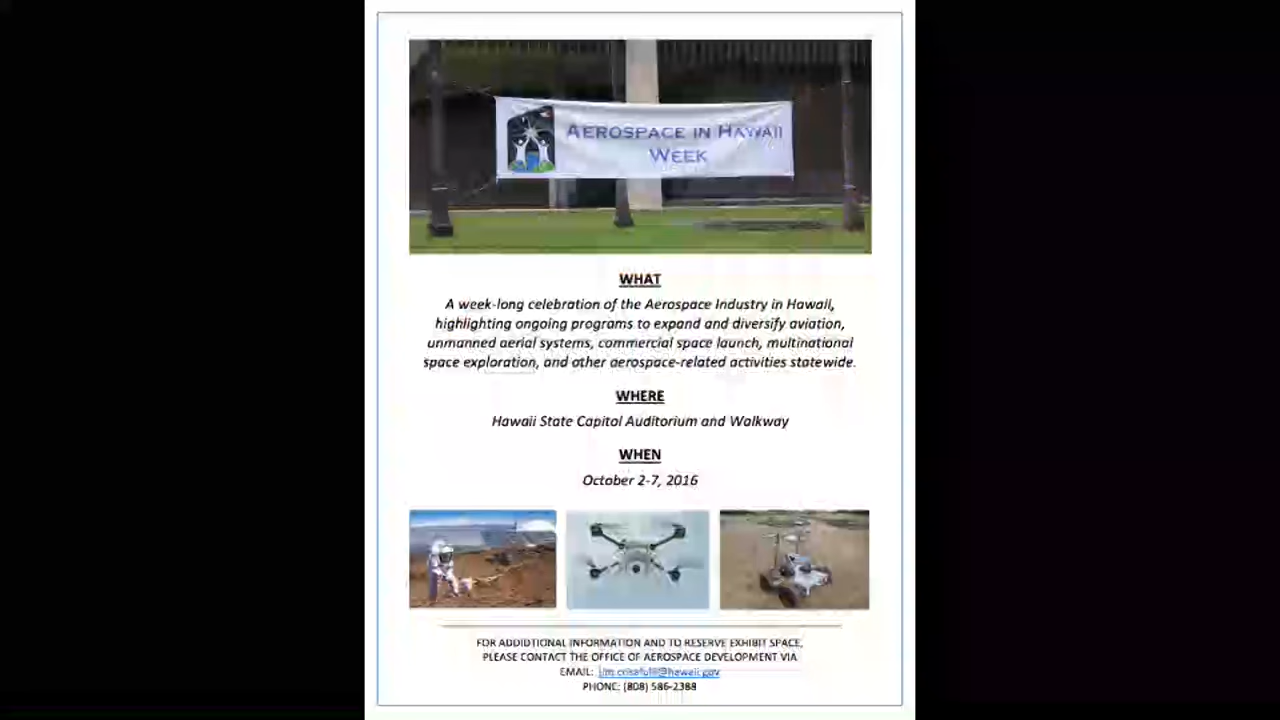 AEROSPACE IN HAWAII
WEEK
WHAT
A week-long celebration of the Aerospace Industry in Hawaii,
highlighting ongoing programs to expand and diversify aviation,
unmanned aerial systems, commercial space launch, multinational
space exploration, and other aerospace-related activities statewide.
WHERE
Hawaii State Capitol Auditorium and Walkway
WHEN
October 2-7, 2016
FOR ADDIDTIONAL INFORMATION AND TO RESERVE EXHIBIT SPACE,
PLEASE CONTACT THE OFFICE OF AEROSPACE DEVELOPMENT VIA
EMAIL:
PHONE: (808) 586-2388